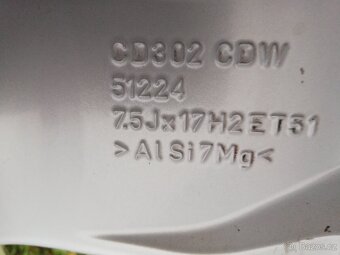 CD302 CDW
51224
7.5Jx17H2ET51
>AlSi7Mg<